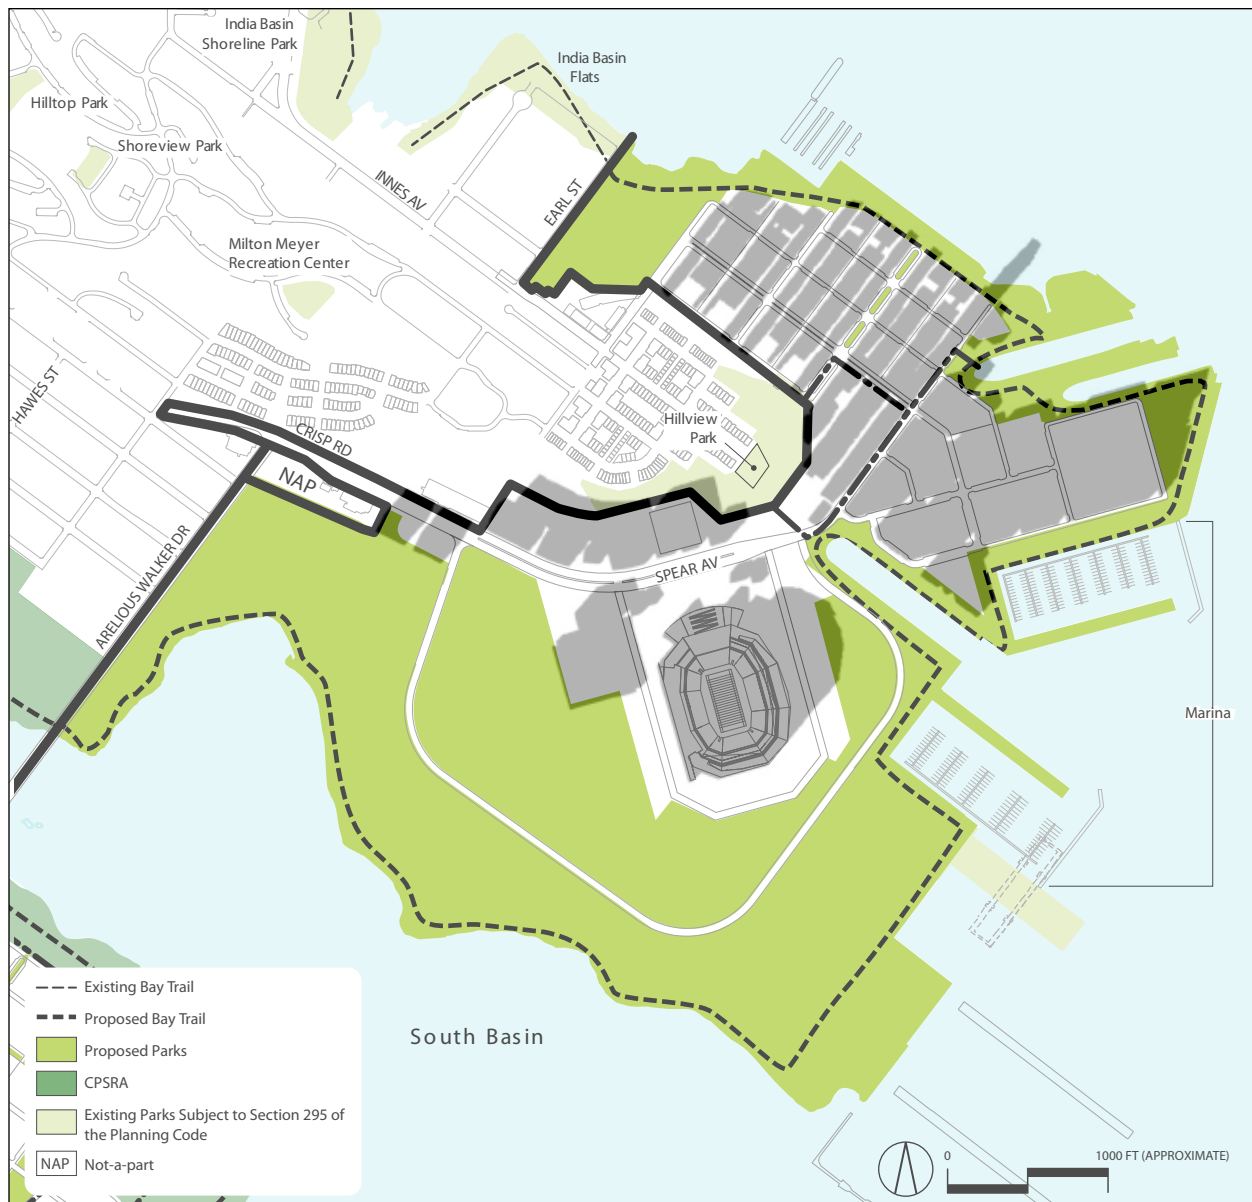 India Basin
Shoreline Park
India Basin
Flats
Hilltop Park
Shoreview Park
INNES AV
EARL ST
Milton Meyer
Recreation Center
HAWES ST
Hillview
Park
CRISP RD
NAP
SPEAR AV
ARELIOUS WALKER DR
Marina
South Basin
Existing Bay Trail
Proposed Bay Trail
Proposed Parks
CPSRA
Existing Parks Subject to Section 295 of
the Planning Code
NAP Not-a-part
0 1000 FT (APPROXIMATE)